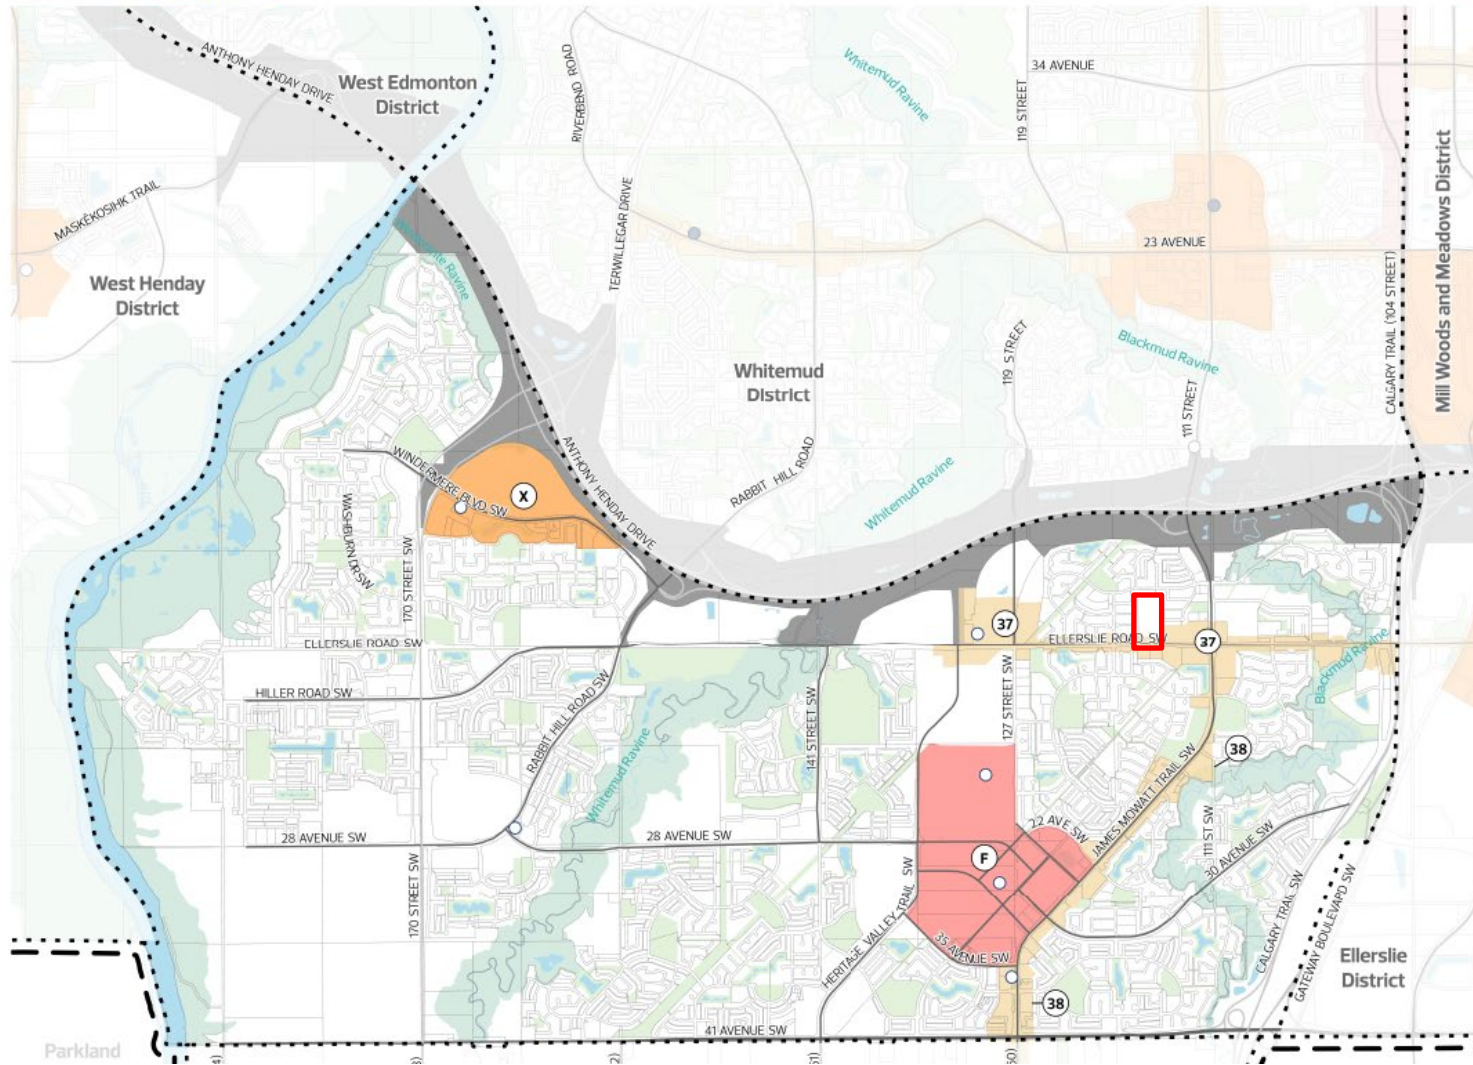 ANTHONY HENDAY DRIVE
West Edmonton
District
RIVERBEND ROAD
Whitemud
Ravine
119 STREET
34 AVENUE
MASKÊKOSIHK TRAIL
TERWILLEGAR DRIVE
23 AVENUE
CALGARY TRAIL (104 STREET)
Mill Woods and Meadows District
West Henday
District
119 STREET
Blackmud
Ravine
Whitemud
District
111 STREET
WINDERMERE BLVD SW
X
ANTHONY HENDAY DRIVE
RABBIT HILL ROAD
Whitemud Ravine
WASHBURN DR SW
170 STREET SW
ELLERSLIE ROAD SW
37
ELLERSLIE ROAD SW
37
HILLER ROAD SW
RABBIT HILL ROAD SW
141 STREET SW
127 STREET SW
Blackmud Ravine
38
Whitemud Ravine
28 AVENUE SW
28 AVENUE SW
22 AVE SW
JAMES MOWATT TRAIL SW
111 ST SW
30 AVENUE SW
F
170 STREET SW
HERITAGE VALLEY TRAIL SW
35 AVENUE SW
CALGARY TRAIL SW
GATEWAY BOULEVARD SW
Ellerslie
District
38
41 AVENUE SW
Parkland